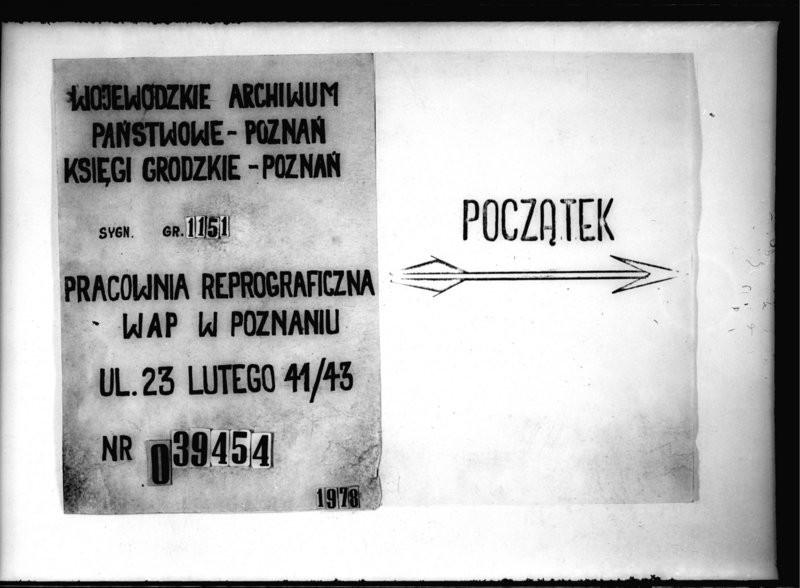 WOJEWÓDZKIE ARCHIWUM
PAŃSTWOWE - POZNAŃ
KSIĘGI GRODZKIE - POZNAŃ
SYGN. GR. 1151
PRACOWNIA REPROGRAFICZNA
WAP W POZNANIU
UL. 23 LUTEGO 41/43
NR 039454
1978
POCZĄTEK